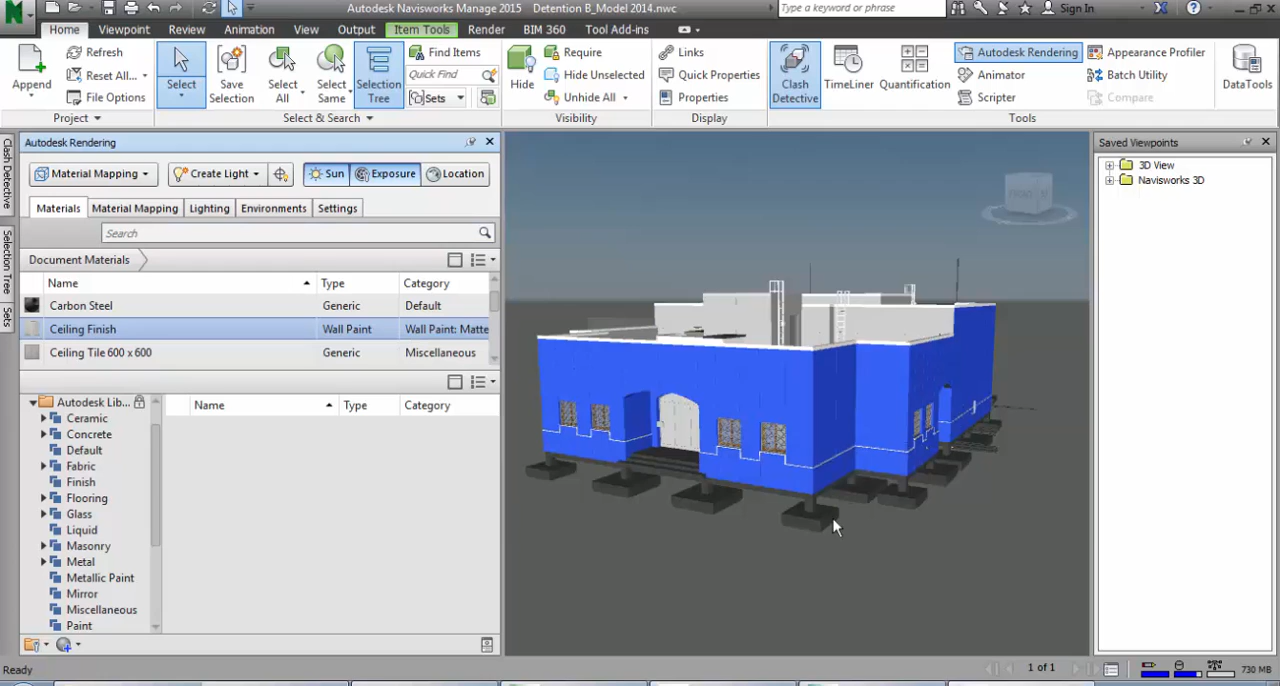 Autodesk Navisworks Manage 2015 Detention B_Model 2014.nwc
Type a keyword or phrase
Sign In
Home Viewpoint Review Animation View Output Item Tools Render BIM 360 Tool Add-ins
Append
Refresh
Reset All...
File Options
Project
Select
Save Selection
Select All
Select Same
Selection Tree
Find Items
Quick Find
Sets
Select & Search
Hide
Require
Hide Unselected
Unhide All
Visibility
Links
Quick Properties
Properties
Display
Clash Detective
TimeLiner
Quantification
Autodesk Rendering
Animator
Scripter
Appearance Profiler
Batch Utility
Compare
DataTools
Tools
Clash Detective
Selection Tree
Sets
Autodesk Rendering
Material Mapping Create Light Sun Exposure Location
Materials Material Mapping Lighting Environments Settings
Search
Document Materials
Name Type Category
Carbon Steel Generic Default
Ceiling Finish Wall Paint Wall Paint: Matte
Ceiling Tile 600 x 600 Generic Miscellaneous
Autodesk Lib...
Ceramic
Concrete
Default
Fabric
Finish
Flooring
Glass
Liquid
Masonry
Metal
Metallic Paint
Mirror
Miscellaneous
Paint
Name Type Category
Saved Viewpoints
3D View
Navisworks 3D
Ready
1 of 1
730 MB